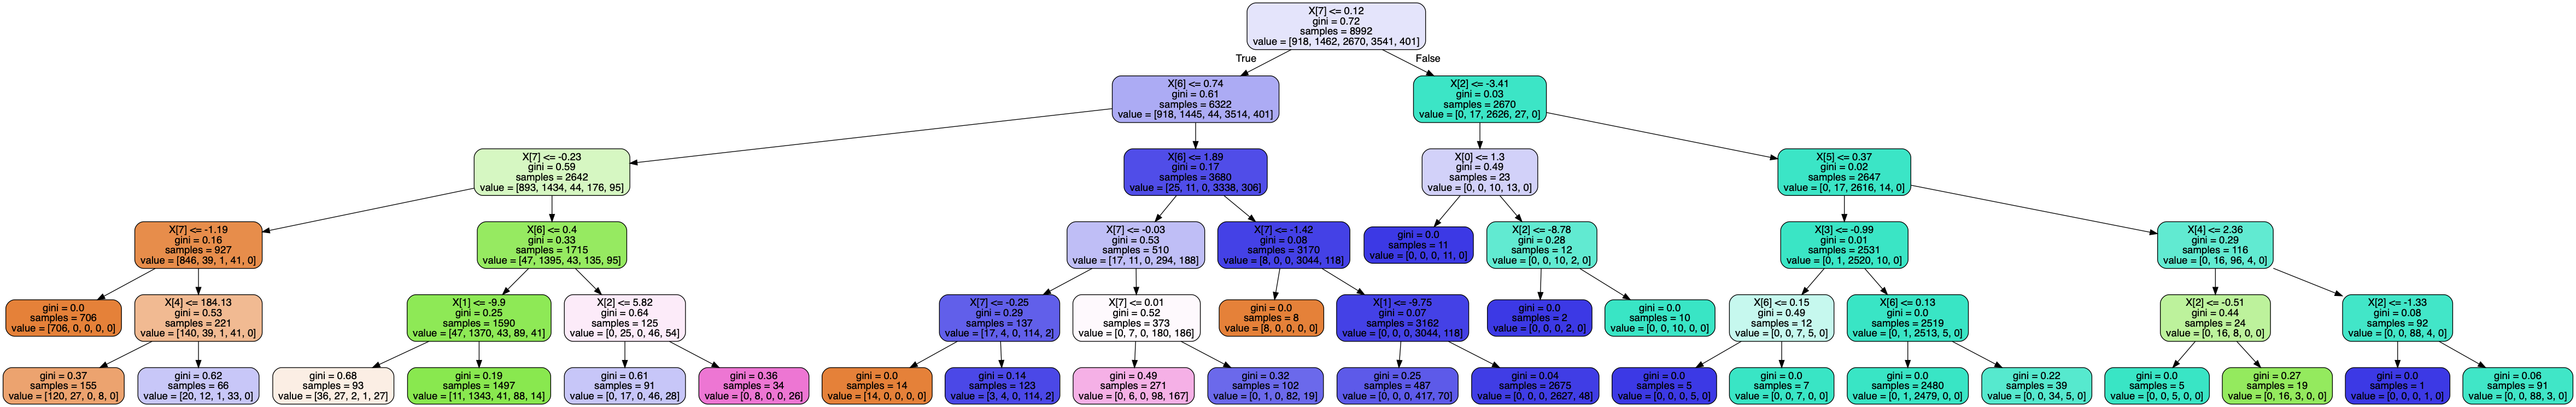 X[7] <= 0.12
gini = 0.72
samples = 8992
value = [918, 1462, 2670, 3541, 401]
True
False
X[6] <= 0.74
gini = 0.61
samples = 6322
value = [918, 1445, 44, 3514, 401]
X[2] <= -3.41
gini = 0.03
samples = 2670
value = [0, 17, 2626, 27, 0]
X[7] <= -0.23
gini = 0.59
samples = 2642
value = [893, 1434, 44, 176, 95]
X[6] <= 1.89
gini = 0.17
samples = 3680
value = [25, 11, 0, 3338, 306]
X[0] <= 1.3
gini = 0.49
samples = 23
value = [0, 0, 10, 13, 0]
X[5] <= 0.37
gini = 0.02
samples = 2647
value = [0, 17, 2616, 14, 0]
X[7] <= -1.19
gini = 0.16
samples = 927
value = [846, 39, 1, 41, 0]
X[6] <= 0.4
gini = 0.33
samples = 1715
value = [47, 1395, 43, 135, 95]
X[7] <= -0.03
gini = 0.53
samples = 510
value = [17, 11, 0, 294, 188]
X[7] <= -1.42
gini = 0.08
samples = 3170
value = [8, 0, 0, 3044, 118]
gini = 0.0
samples = 11
value = [0, 0, 0, 11, 0]
X[2] <= -8.78
gini = 0.28
samples = 12
value = [0, 0, 10, 2, 0]
X[3] <= -0.99
gini = 0.01
samples = 2531
value = [0, 1, 2520, 10, 0]
X[4] <= 2.36
gini = 0.29
samples = 116
value = [0, 16, 96, 4, 0]
gini = 0.0
samples = 706
value = [706, 0, 0, 0, 0]
X[4] <= 184.13
gini = 0.53
samples = 221
value = [140, 39, 1, 41, 0]
X[1] <= -9.9
gini = 0.25
samples = 1590
value = [47, 1370, 43, 89, 41]
X[2] <= 5.82
gini = 0.64
samples = 125
value = [0, 25, 0, 46, 54]
X[7] <= -0.25
gini = 0.29
samples = 137
value = [17, 4, 0, 114, 2]
X[7] <= 0.01
gini = 0.52
samples = 373
value = [0, 7, 0, 180, 186]
gini = 0.0
samples = 8
value = [8, 0, 0, 0, 0]
X[1] <= -9.75
gini = 0.07
samples = 3162
value = [0, 0, 0, 3044, 118]
gini = 0.0
samples = 2
value = [0, 0, 0, 2, 0]
gini = 0.0
samples = 10
value = [0, 0, 10, 0, 0]
X[6] <= 0.15
gini = 0.49
samples = 12
value = [0, 0, 7, 5, 0]
X[6] <= 0.13
gini = 0.0
samples = 2519
value = [0, 1, 2513, 5, 0]
X[2] <= -0.51
gini = 0.44
samples = 24
value = [0, 16, 8, 0, 0]
X[2] <= -1.33
gini = 0.08
samples = 92
value = [0, 0, 88, 4, 0]
gini = 0.37
samples = 155
value = [120, 27, 0, 8, 0]
gini = 0.62
samples = 66
value = [20, 12, 1, 33, 0]
gini = 0.68
samples = 93
value = [36, 27, 2, 1, 27]
gini = 0.19
samples = 1497
value = [11, 1343, 41, 88, 14]
gini = 0.61
samples = 91
value = [0, 17, 0, 46, 28]
gini = 0.36
samples = 34
value = [0, 8, 0, 0, 26]
gini = 0.0
samples = 14
value = [14, 0, 0, 0, 0]
gini = 0.14
samples = 123
value = [3, 4, 0, 114, 2]
gini = 0.49
samples = 271
value = [0, 6, 0, 98, 167]
gini = 0.32
samples = 102
value = [0, 1, 0, 82, 19]
gini = 0.25
samples = 487
value = [0, 0, 0, 417, 70]
gini = 0.04
samples = 2675
value = [0, 0, 0, 2627, 48]
gini = 0.0
samples = 5
value = [0, 0, 0, 5, 0]
gini = 0.0
samples = 7
value = [0, 0, 7, 0, 0]
gini = 0.0
samples = 2480
value = [0, 1, 2479, 0, 0]
gini = 0.22
samples = 39
value = [0, 0, 34, 5, 0]
gini = 0.0
samples = 5
value = [0, 0, 5, 0, 0]
gini = 0.27
samples = 19
value = [0, 16, 3, 0, 0]
gini = 0.0
samples = 1
value = [0, 0, 0, 1, 0]
gini = 0.06
samples = 91
value = [0, 0, 88, 3, 0]